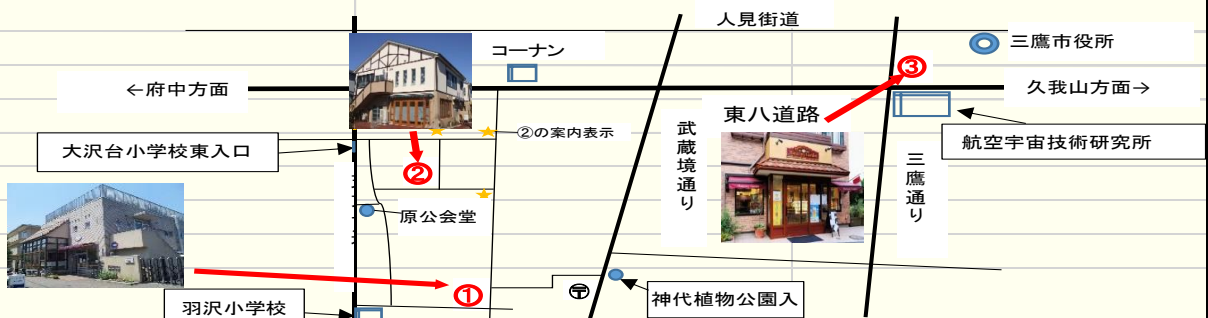 人見街道
コーナン
三鷹市役所
③
←府中方面
久我山方面→
東八道路
②の案内表示
大沢台小学校東入口
航空宇宙技術研究所
武蔵境通り
三鷹通り
②
原公会堂
①
〒
神代植物公園入
羽沢小学校